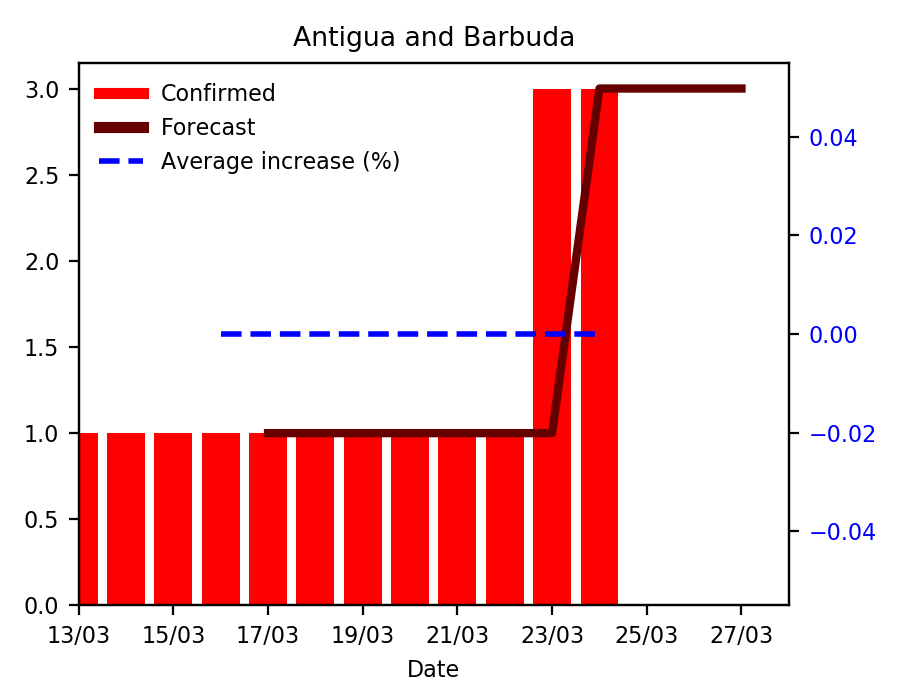 Antigua and Barbuda
Confirmed
Forecast
Average increase (%)
3.0
2.5
2.0
1.5
1.0
0.5
0.0
0.04
0.02
0.00
−0.02
−0.04
13/03 15/03 17/03 19/03 21/03 23/03 25/03 27/03
Date